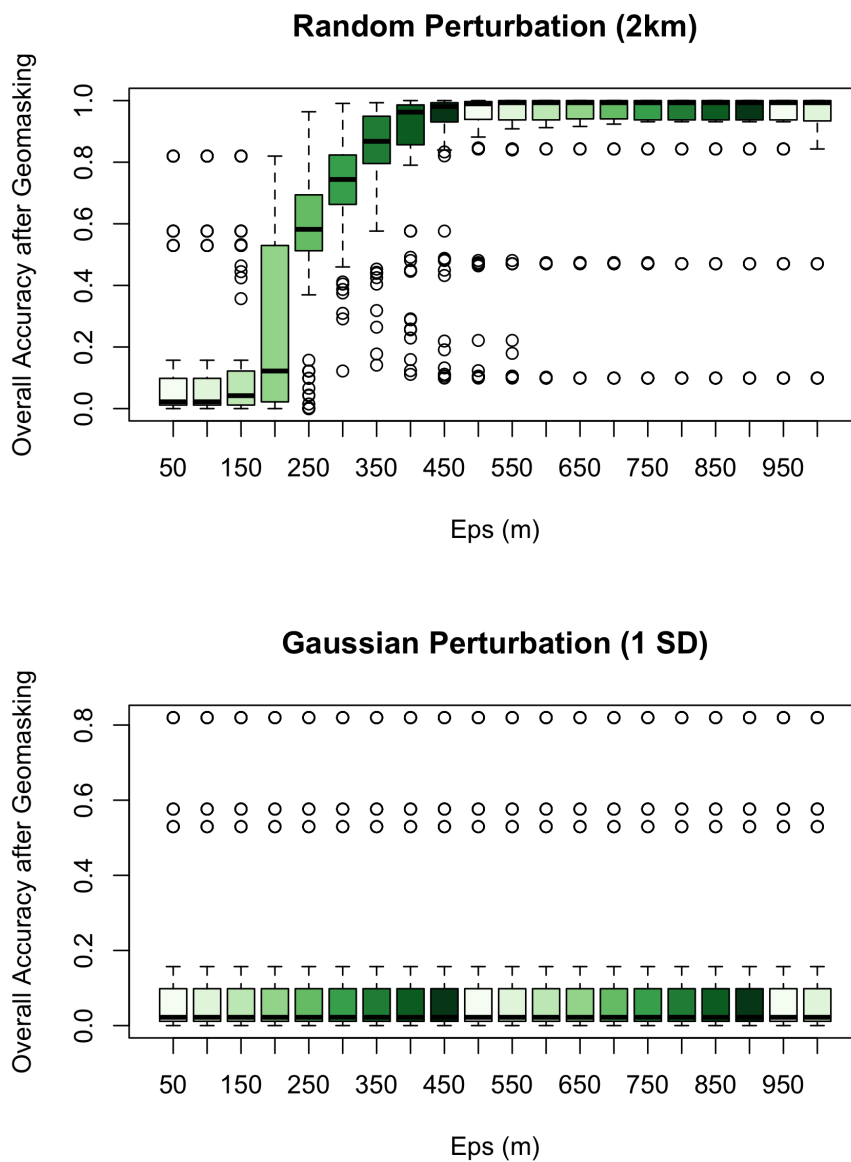 Random Perturbation (2km)
Overall Accuracy after Geomasking
1.0
0.8
0.6
0.4
0.2
0.0
50 150 250 350 450 550 650 750 850 950
Eps (m)
Gaussian Perturbation (1 SD)
Overall Accuracy after Geomasking
0.8
0.6
0.4
0.2
0.0
50 150 250 350 450 550 650 750 850 950
Eps (m)